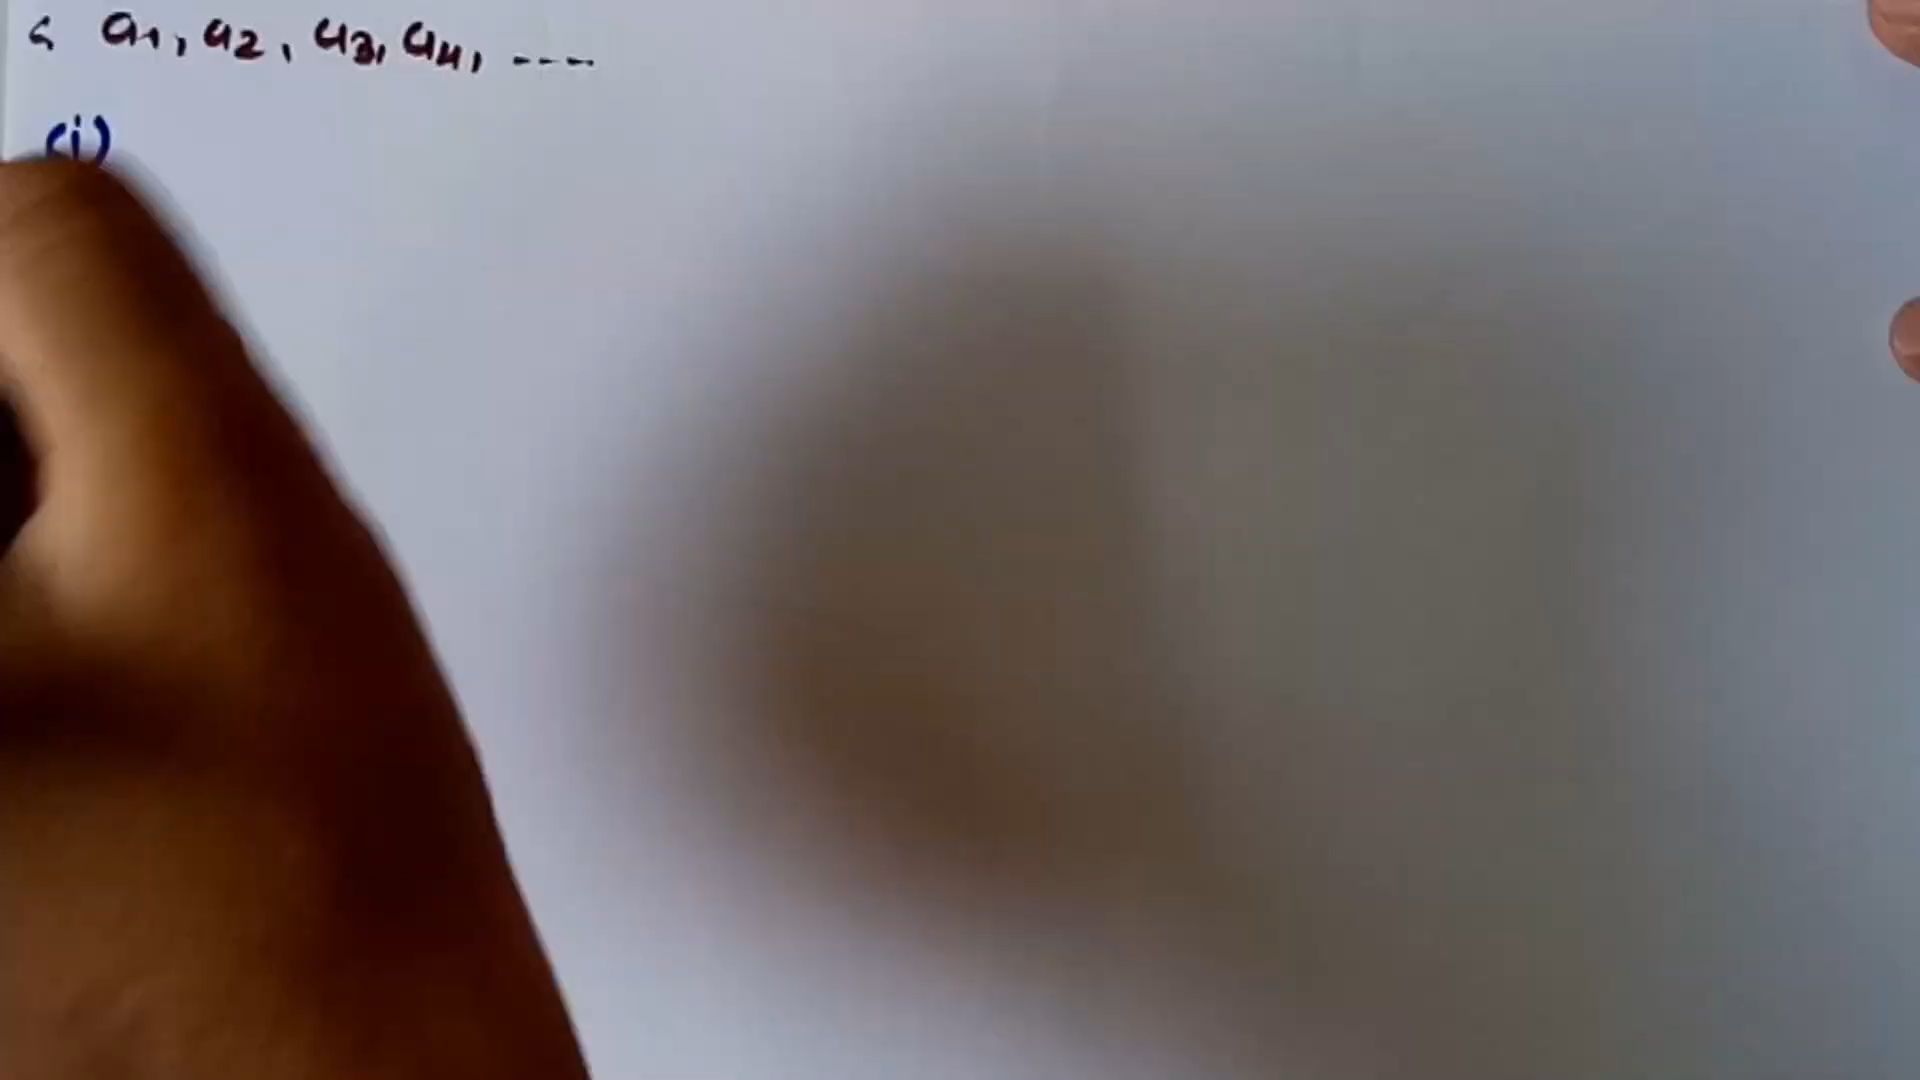 a1, a2, a3, a4, ----
(i)